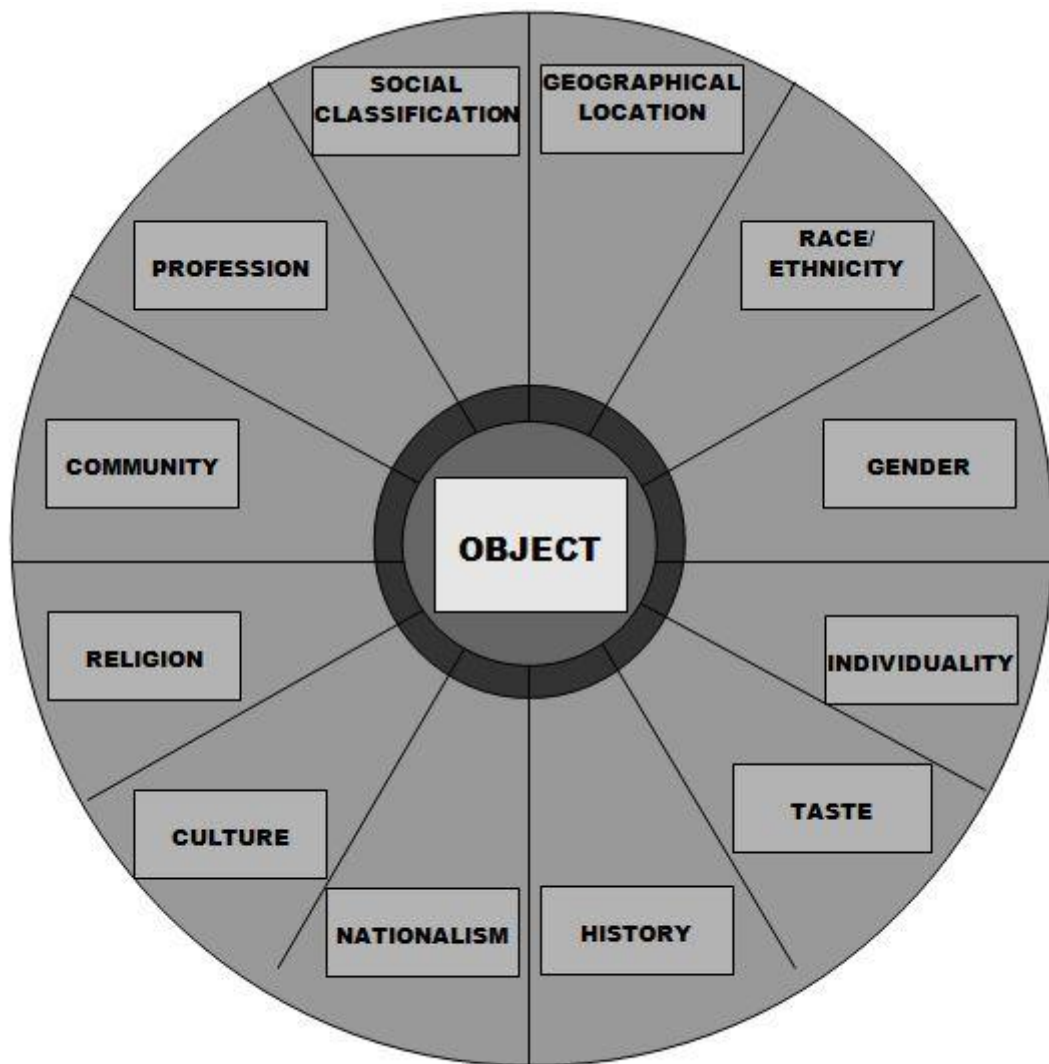 SOCIAL
CLASSIFICATION
GEOGRAPHICAL
LOCATION
RACE/
ETHNICITY
PROFESSION
COMMUNITY
GENDER
OBJECT
RELIGION
INDIVIDUALITY
TASTE
CULTURE
NATIONALISM
HISTORY